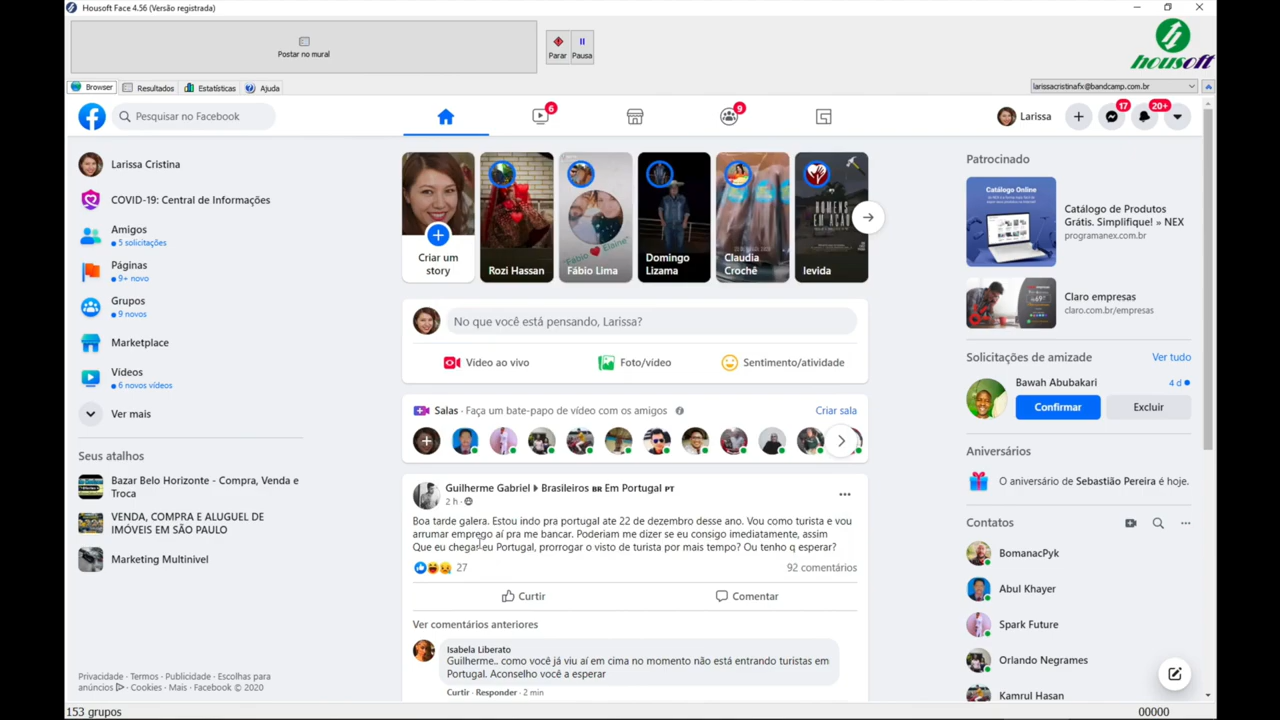 Housoft Face 4.56 (Versão registrada)
Postar no mural
Parar
Pausa
housoft
Browser
Resultados
Estatísticas
Ajuda
larissacristinafx@bandcamp.com.br
Pesquisar no Facebook
6
9
Larissa
17
20+
Larissa Cristina
COVID-19: Central de Informações
Amigos
5 solicitações
Páginas
9+ novo
Grupos
9 novos
Marketplace
Vídeos
6 novos vídeos
Ver mais
Seus atalhos
Bazar Belo Horizonte - Compra, Venda e
Troca
VENDA, COMPRA E ALUGUEL DE
IMÓVEIS EM SÃO PAULO
Marketing Multinivel
Privacidade · Termos · Publicidade · Escolhas para
anúncios · Cookies · Mais · Facebook © 2020
Criar um
story
Rozi Hassan
Fábio Lima
Domingo
Lizama
Claudia
Crochê
HOMENS
EM AÇÃO
Ievida
No que você está pensando, Larissa?
Vídeo ao vivo
Foto/vídeo
Sentimento/atividade
Salas · Faça um bate-papo de vídeo com os amigos
Criar sala
Guilherme Gabriel ▸ Brasileiros BR Em Portugal PT
2 h ·
Boa tarde galera. Estou indo pra portugal ate 22 de dezembro desse ano. Vou como turista e vou
arrumar emprego aí pra me bancar. Poderiam me dizer se eu consigo imediatamente, assim
Que eu chegar eu Portugal, prorrogar o visto de turista por mais tempo? Ou tenho q esperar?
27
92 comentários
Curtir
Comentar
Ver comentários anteriores
Isabela Liberato
Guilherme.. como você já viu aí em cima no momento não está entrando turistas em
Portugal. Aconselho você a esperar
Curtir · Responder · 2 min
Patrocinado
Catálogo Online
Catálogo de Produtos
Grátis. Simplifique! » NEX
programanex.com.br
Claro empresas
claro.com.br/empresas
Solicitações de amizade
Ver tudo
Bawah Abubakari
4 d
Confirmar
Excluir
Aniversários
O aniversário de Sebastião Pereira é hoje.
Contatos
BomanacPyk
Abul Khayer
Spark Future
Orlando Negrames
Kamrul Hasan
153 grupos
00000